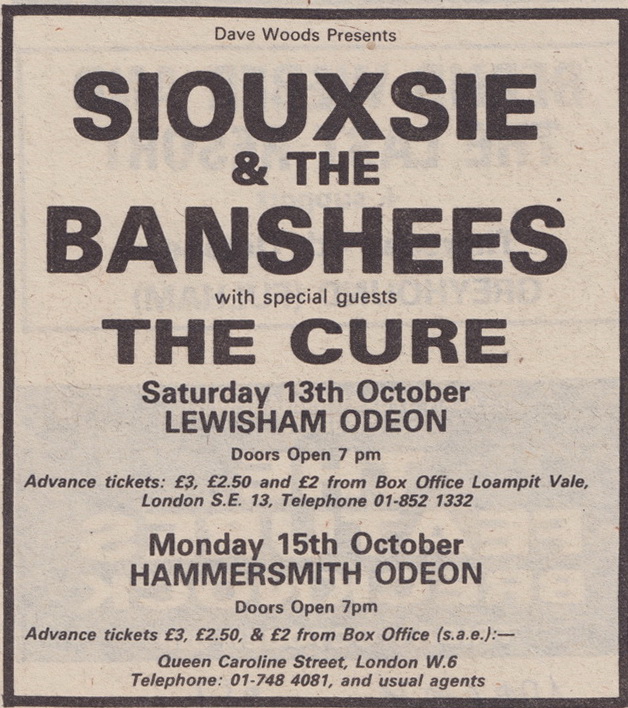 Dave Woods Presents
SIOUXSIE
& THE
BANSHEES
with special guests
THE CURE
Saturday 13th October
LEWISHAM ODEON
Doors Open 7 pm
Advance tickets: £3, £2.50 and £2 from Box Office Loampit Vale,
London S.E. 13, Telephone 01-852 1332
Monday 15th October
HAMMERSMITH ODEON
Doors Open 7pm
Advance tickets £3, £2.50, & £2 from Box Office (s.a.e.):—
Queen Caroline Street, London W.6
Telephone: 01-748 4081, and usual agents